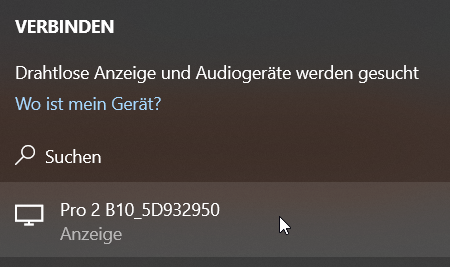 VERBINDEN
Drahtlose Anzeige und Audiogeräte werden gesucht
Wo ist mein Gerät?
Suchen
Pro 2 B10_5D932950
Anzeige